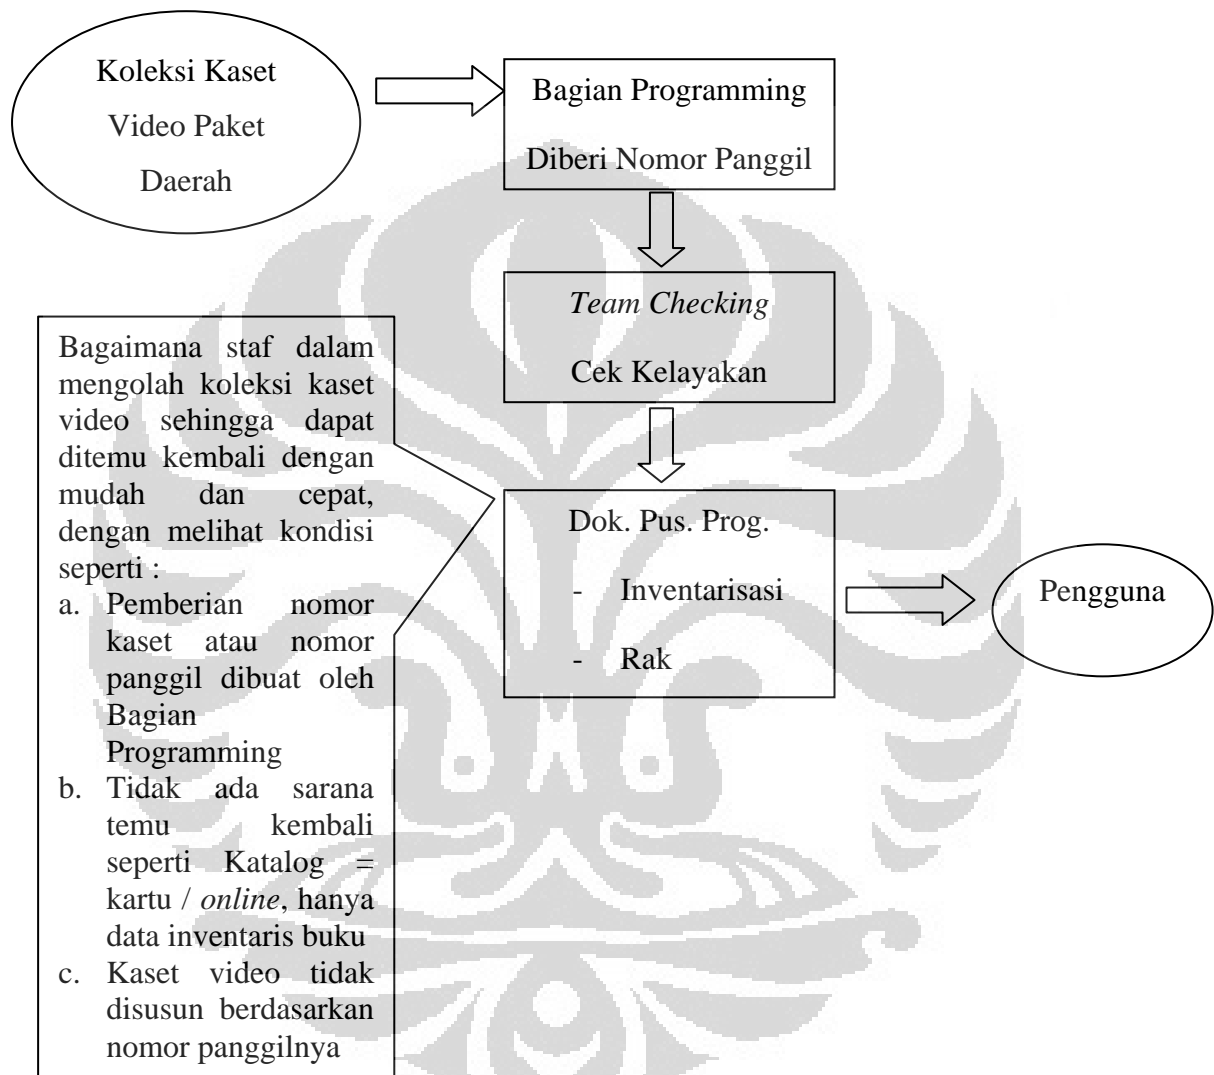 Koleksi Kaset
Video Paket
Daerah
Bagian Programming
Diberi Nomor Panggil
Team Checking
Cek Kelayakan
Dok. Pus. Prog.
- Inventarisasi
- Rak
Pengguna
Bagaimana staf dalam
mengolah koleksi kaset
video sehingga dapat
ditemu kembali dengan
mudah dan cepat,
dengan melihat kondisi
seperti :
a. Pemberian nomor
kaset atau nomor
panggil dibuat oleh
Bagian
Programming
b. Tidak ada sarana
temu kembali
seperti Katalog =
kartu / online, hanya
data inventaris buku
c. Kaset video tidak
disusun berdasarkan
nomor panggilnya